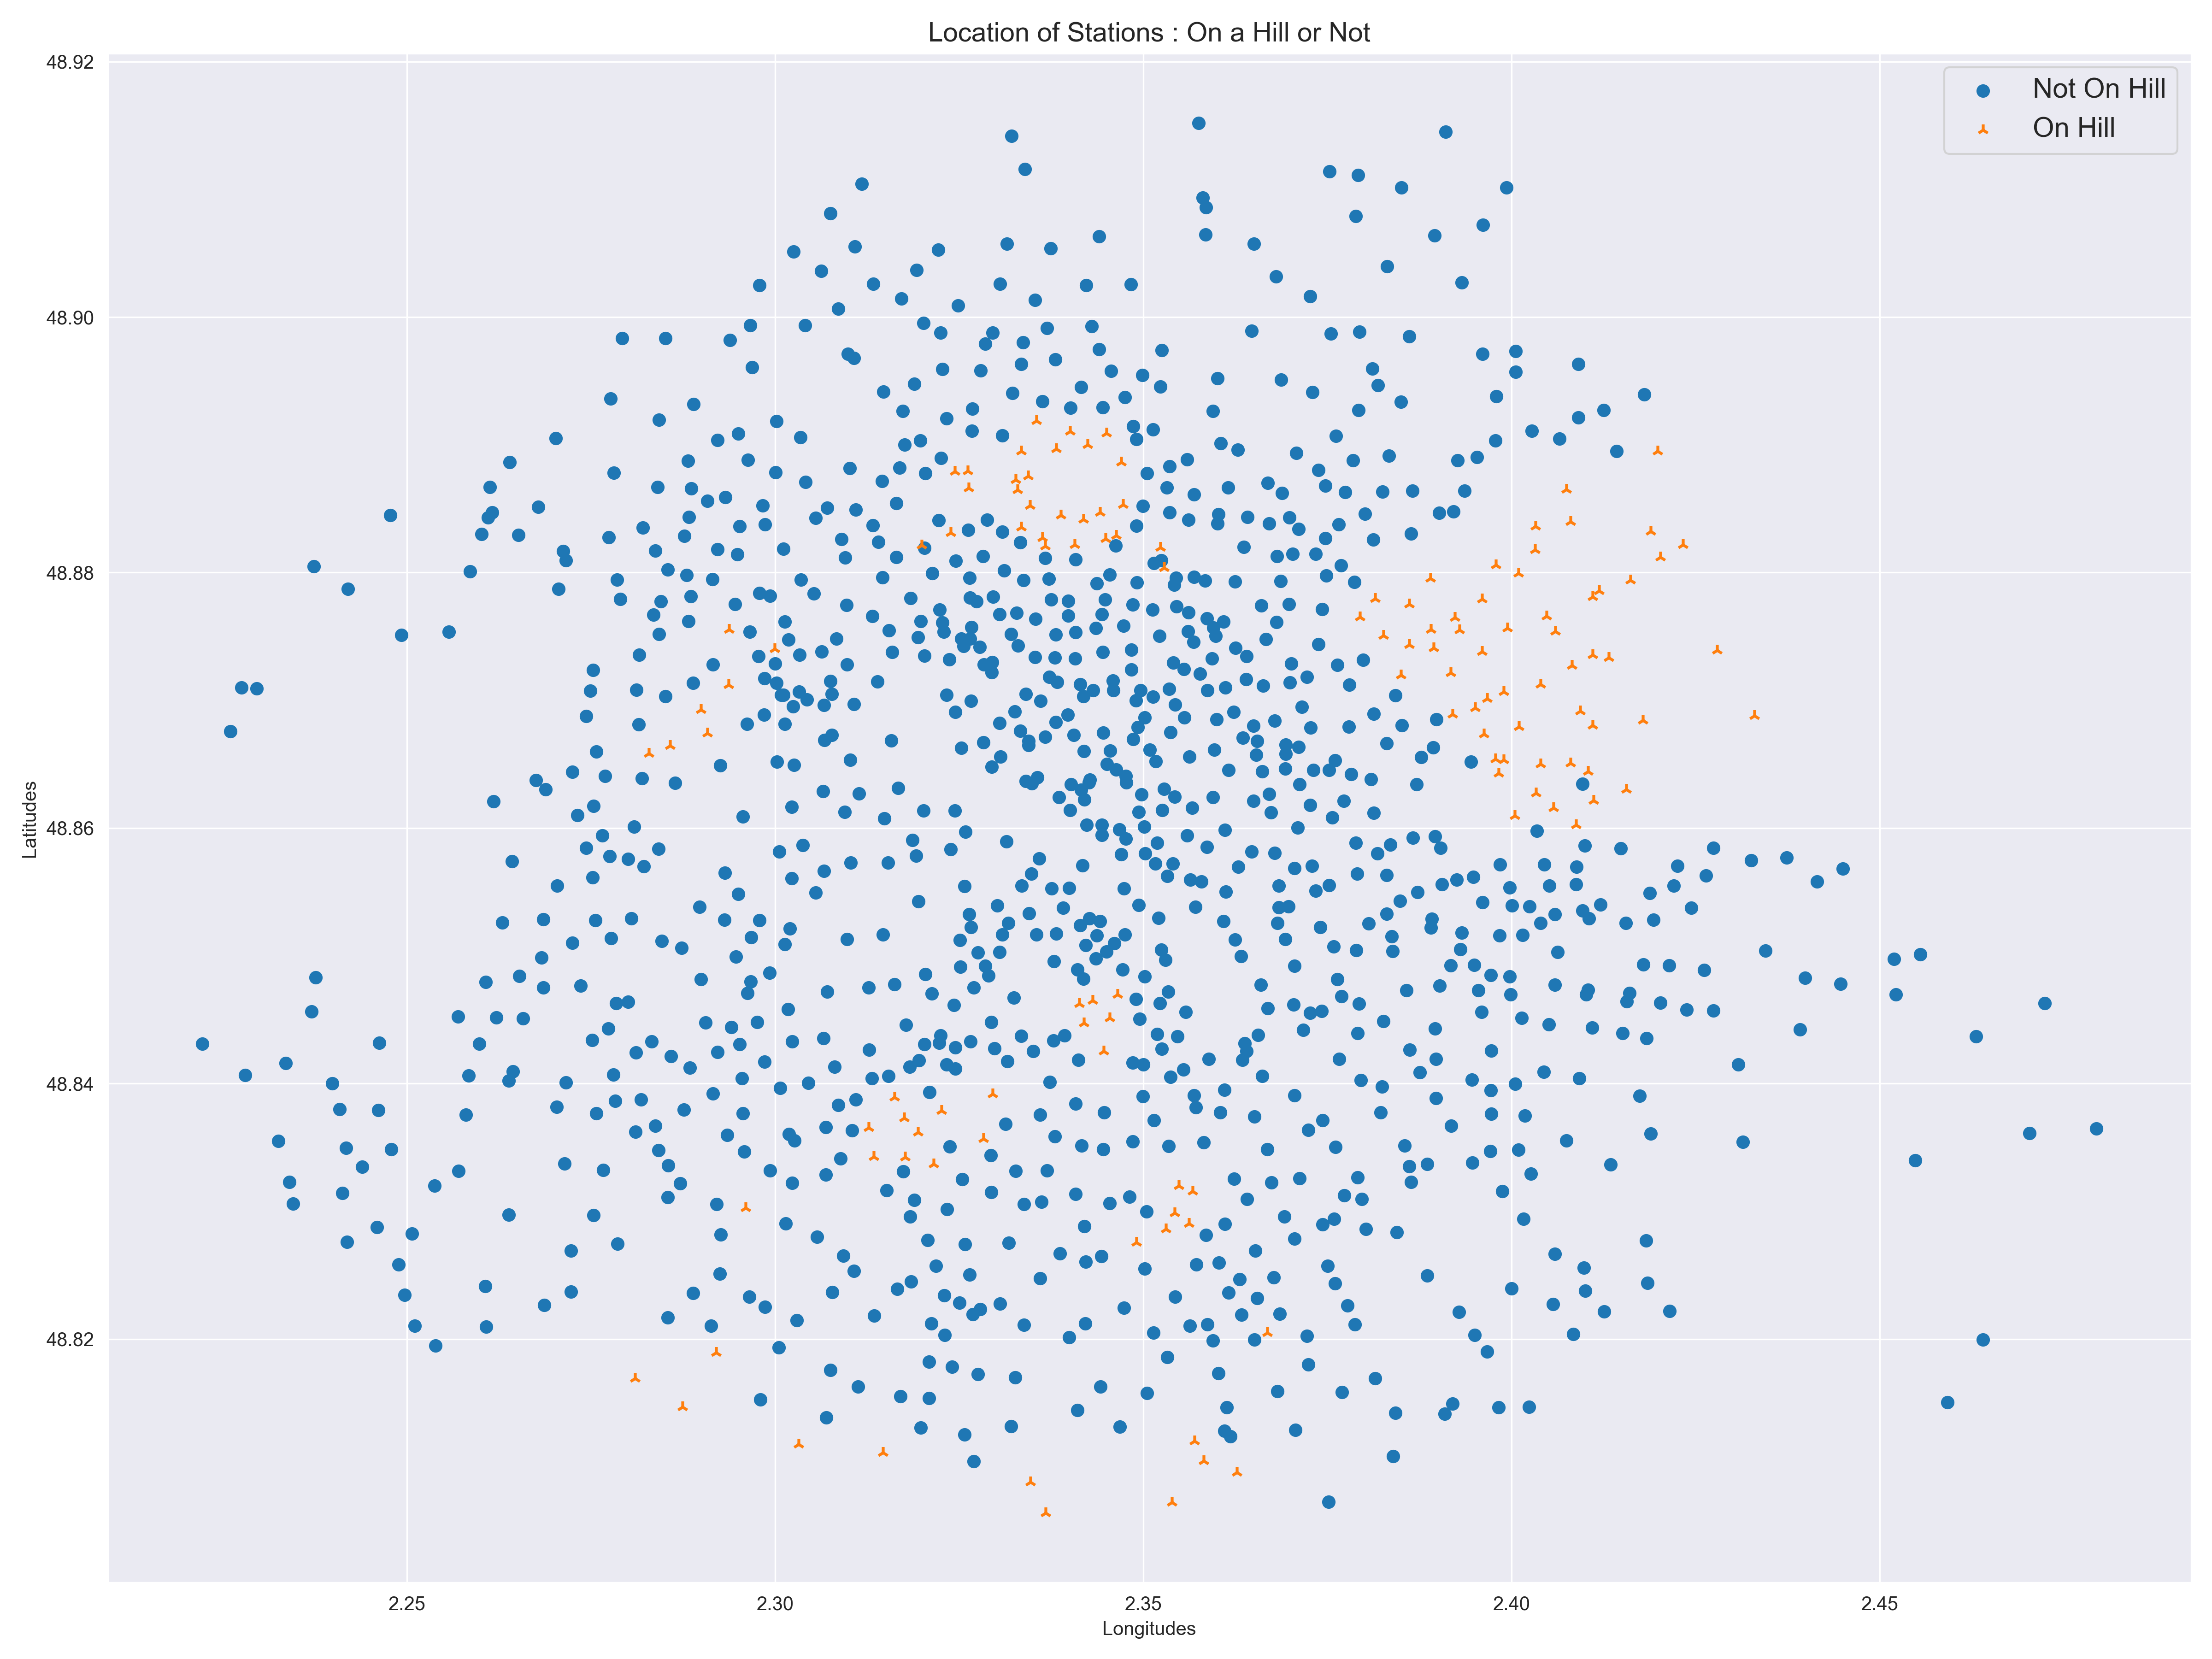 Location of Stations : On a Hill or Not
48.92
48.90
48.88
48.86
48.84
48.82
Latitudes
Not On Hill
On Hill
2.25
2.30
2.35
2.40
2.45
Longitudes